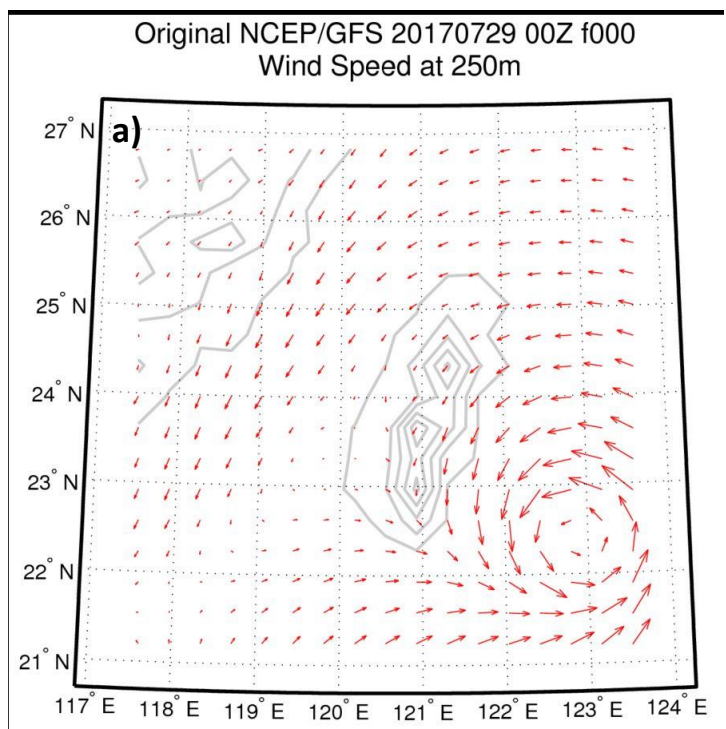 Original NCEP/GFS 20170729 00Z f000
Wind Speed at 250m
a)
27° N
26° N
25° N
24° N
23° N
22° N
21° N
117° E 118° E 119° E 120° E 121° E 122° E 123° E 124° E